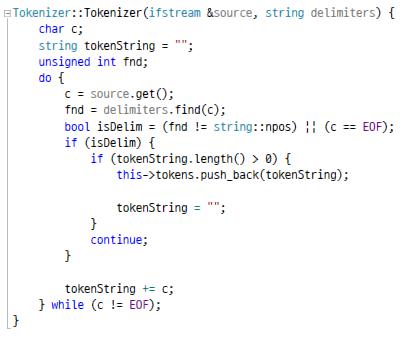 Tokenizer::Tokenizer(ifstream &source, string delimiters) {
    char c;
    string tokenString = "";
    unsigned int fnd;
    do {
        c = source.get();
        fnd = delimiters.find(c);
        bool isDelim = (fnd != string::npos) || (c == EOF);
        if (isDelim) {
            if (tokenString.length() > 0) {
                this->tokens.push_back(tokenString);

                tokenString = "";
            }
            continue;
        }

        tokenString += c;
    } while (c != EOF);
}